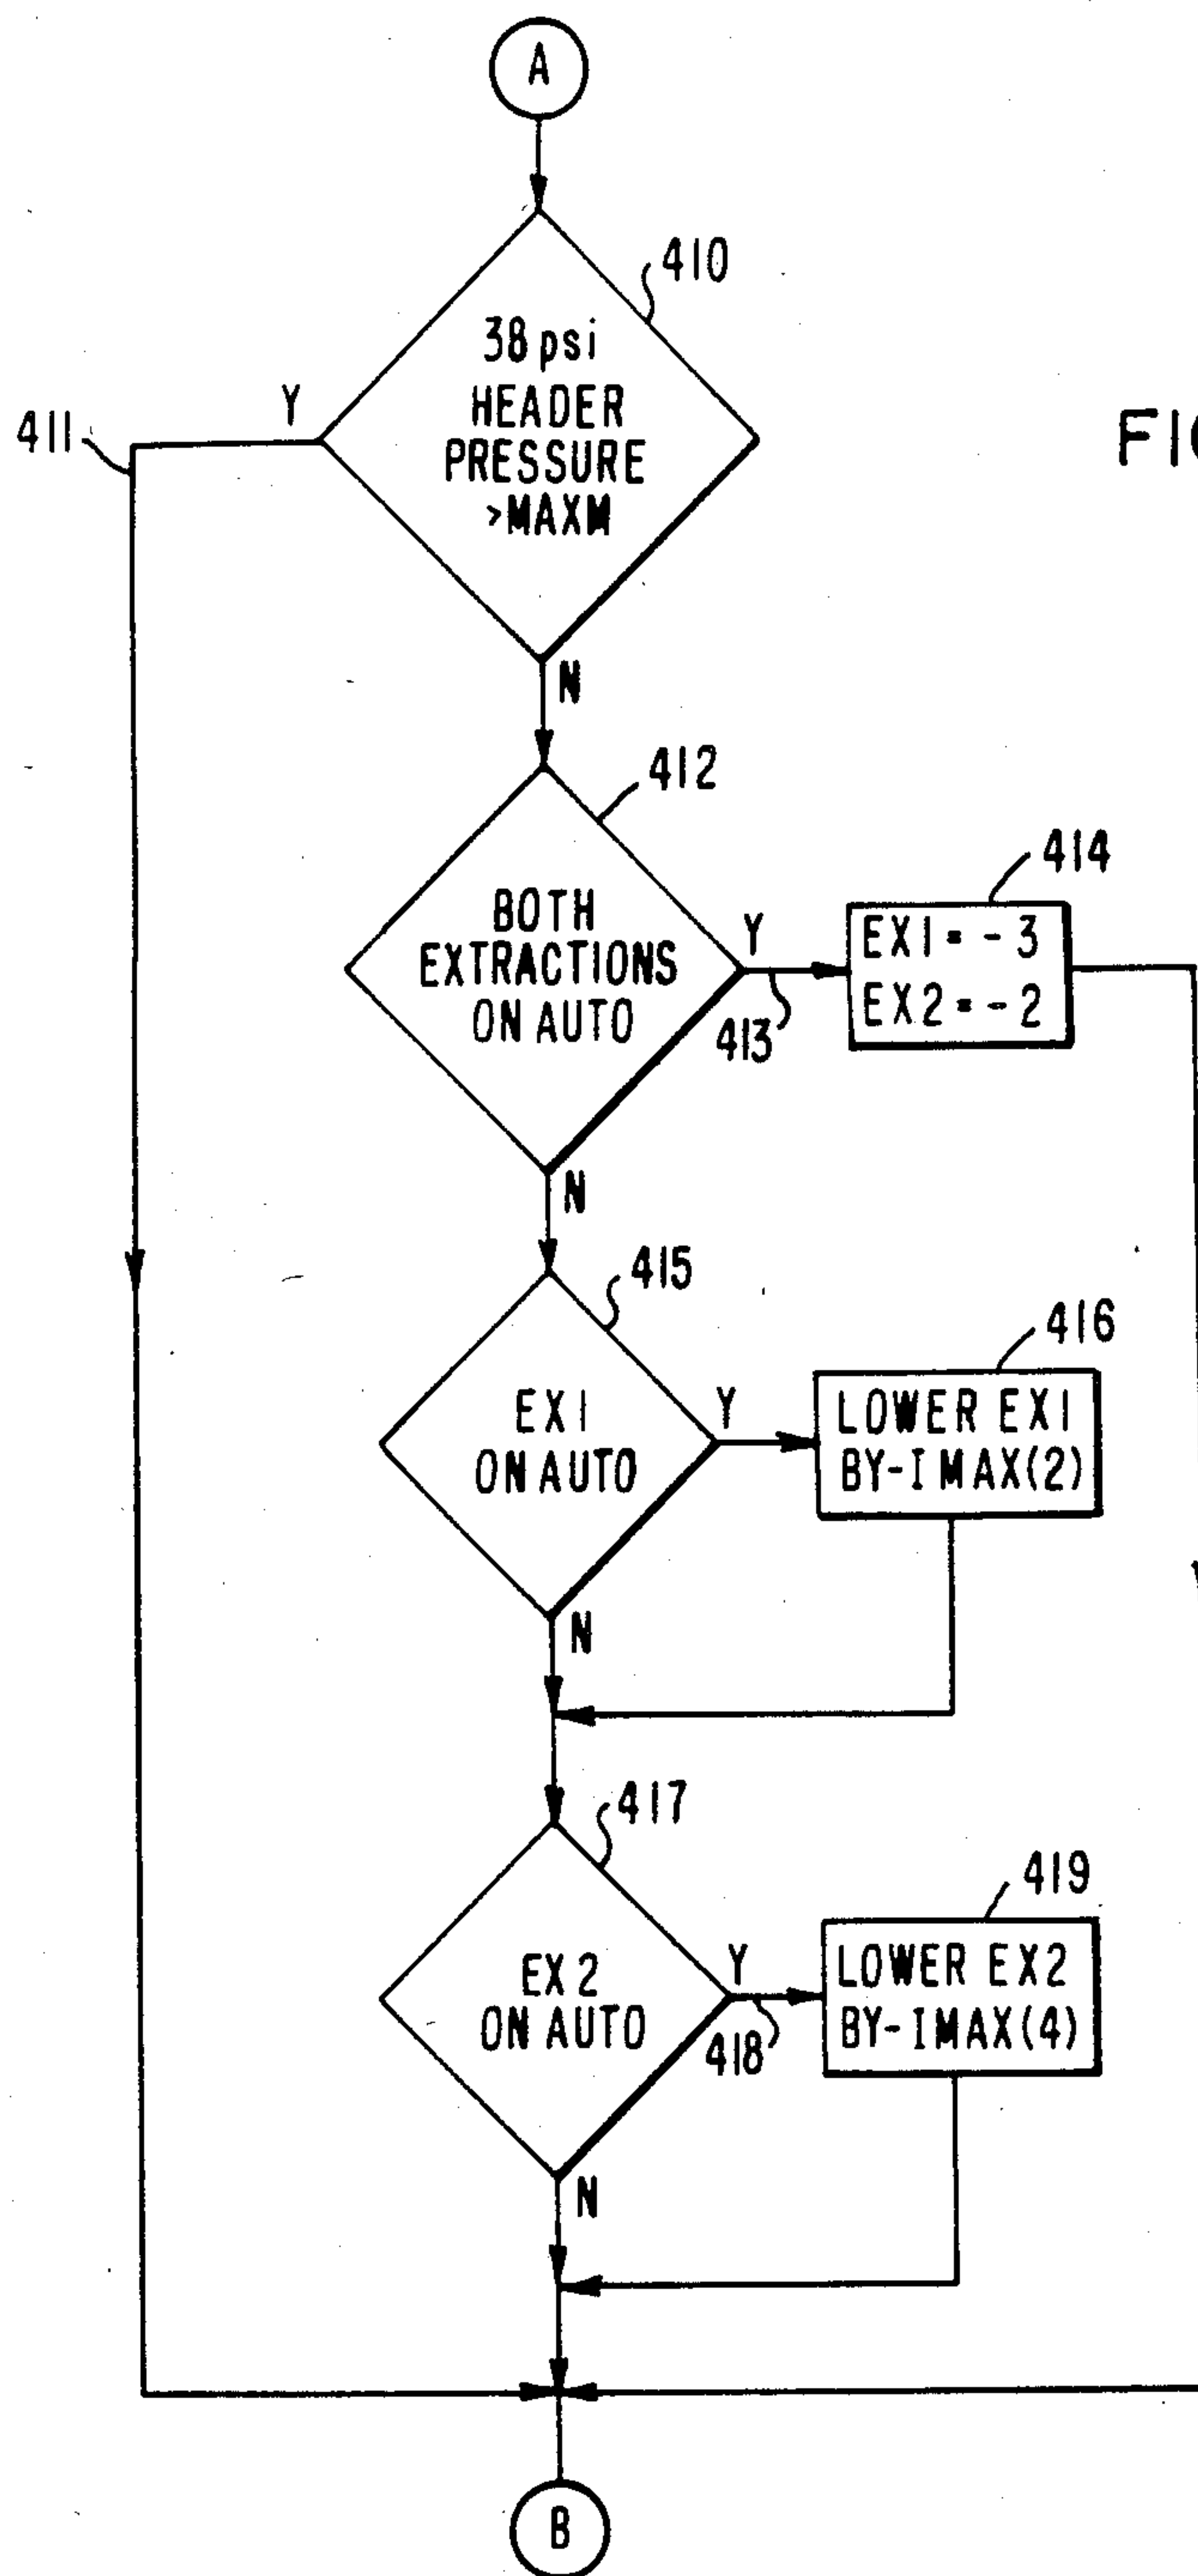 A
410
38 psi
HEADER
PRESSURE
>MAXM
Y
411
FIG
N
412
BOTH
EXTRACTIONS
ON AUTO
Y
413
414
EX1 = -3
EX2 = -2
N
415
EX1
ON AUTO
Y
416
LOWER EX1
BY-IMAX(2)
N
417
EX2
ON AUTO
Y
418
419
LOWER EX2
BY-IMAX(4)
N
B